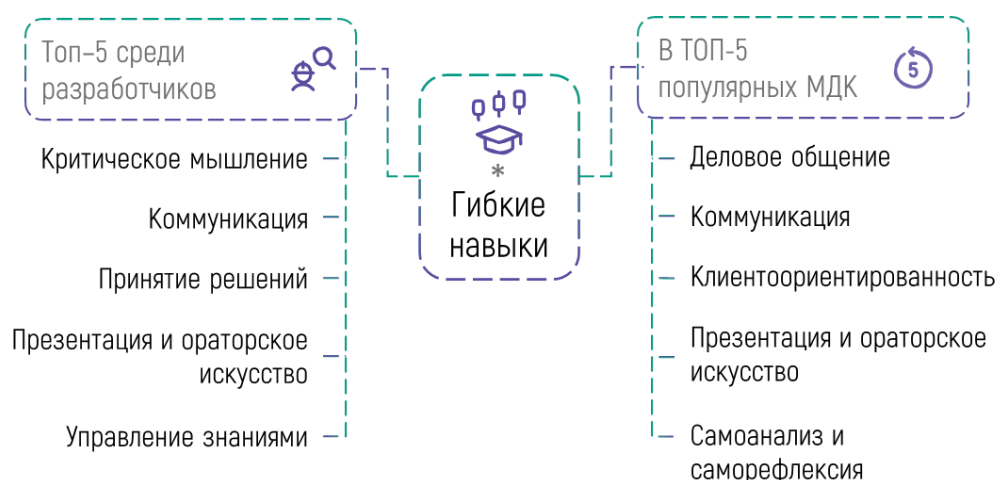 Топ–5 среди
разработчиков
Критическое мышление
Коммуникация
Принятие решений
Презентация и ораторское
искусство
Управление знаниями
*
Гибкие
навыки
В ТОП-5
популярных МДК
5
Деловое общение
Коммуникация
Клиентоориентированность
Презентация и ораторское
искусство
Самоанализ и
саморефлексия